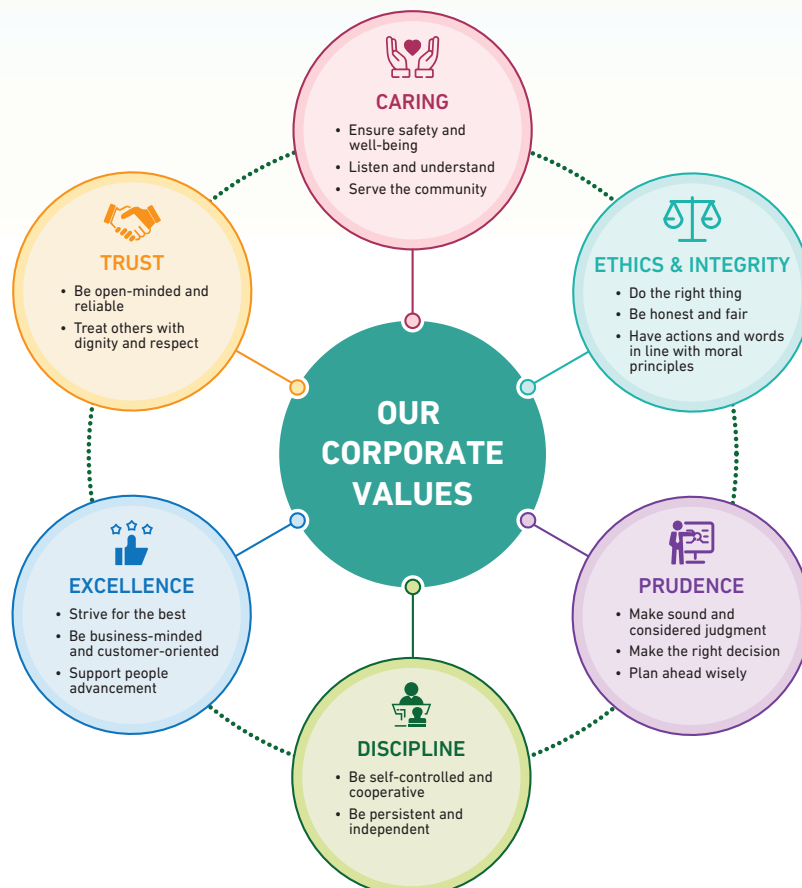 CARING
• Ensure safety and
well-being
• Listen and understand
• Serve the community
ETHICS & INTEGRITY
• Do the right thing
• Be honest and fair
• Have actions and words
in line with moral
principles
PRUDENCE
• Make sound and
considered judgment
• Make the right decision
• Plan ahead wisely
DISCIPLINE
• Be self-controlled and
cooperative
• Be persistent and
independent
EXCELLENCE
• Strive for the best
• Be business-minded
and customer-oriented
• Support people
advancement
TRUST
• Be open-minded and
reliable
• Treat others with
dignity and respect
OUR
CORPORATE
VALUES